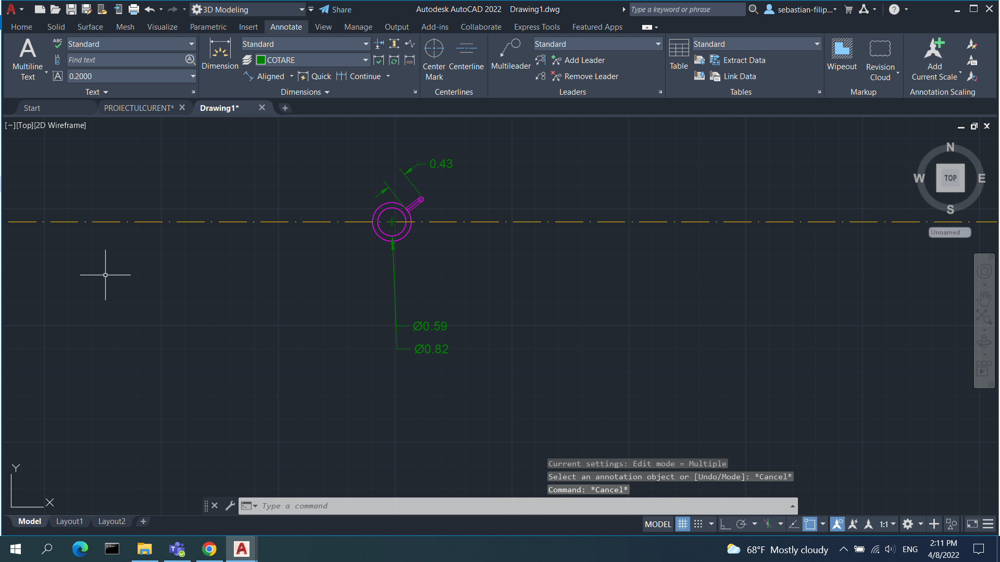 3D Modeling
Share
Autodesk AutoCAD 2022 Drawing1.dwg
Type a keyword or phrase
sebastian-filip...
Home Solid Surface Mesh Visualize Parametric Insert Annotate View Manage Output Add-ins Collaborate Express Tools Featured Apps
Multiline
Text
ABC
Standard
Find text
0.2000
Text
Dimension
Standard
COTARE
Aligned Quick Continue
Dimensions
Center
Mark
Centerline
Centerlines
Multileader
Standard
Add Leader
Remove Leader
Leaders
Table
Standard
Extract Data
Link Data
Tables
Wipeout
Revision
Cloud
Markup
Add
Current Scale
Annotation Scaling
Start PROIECTULCURENT* Drawing1*
[−][Top][2D Wireframe]
N
W TOP E
S
Unnamed
0.43
Ø0.59
Ø0.82
Y
X
Current settings: Edit mode = Multiple
Select an annotation object or [Undo/Mode]: *Cancel*
Command: *Cancel*
Type a command
Model Layout1 Layout2
MODEL
1:1
68°F Mostly cloudy
ENG
2:11 PM
4/8/2022